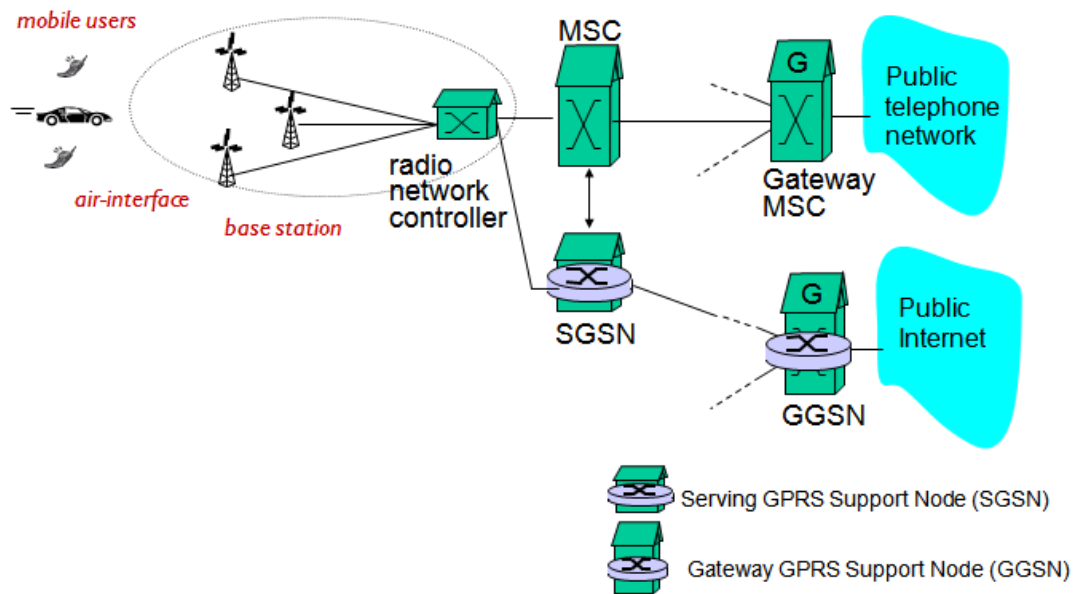 mobile users
air-interface
base station
radio
network
controller
MSC
G
Gateway
MSC
Public
telephone
network
SGSN
G
GGSN
Public
Internet
Serving GPRS Support Node (SGSN)
Gateway GPRS Support Node (GGSN)